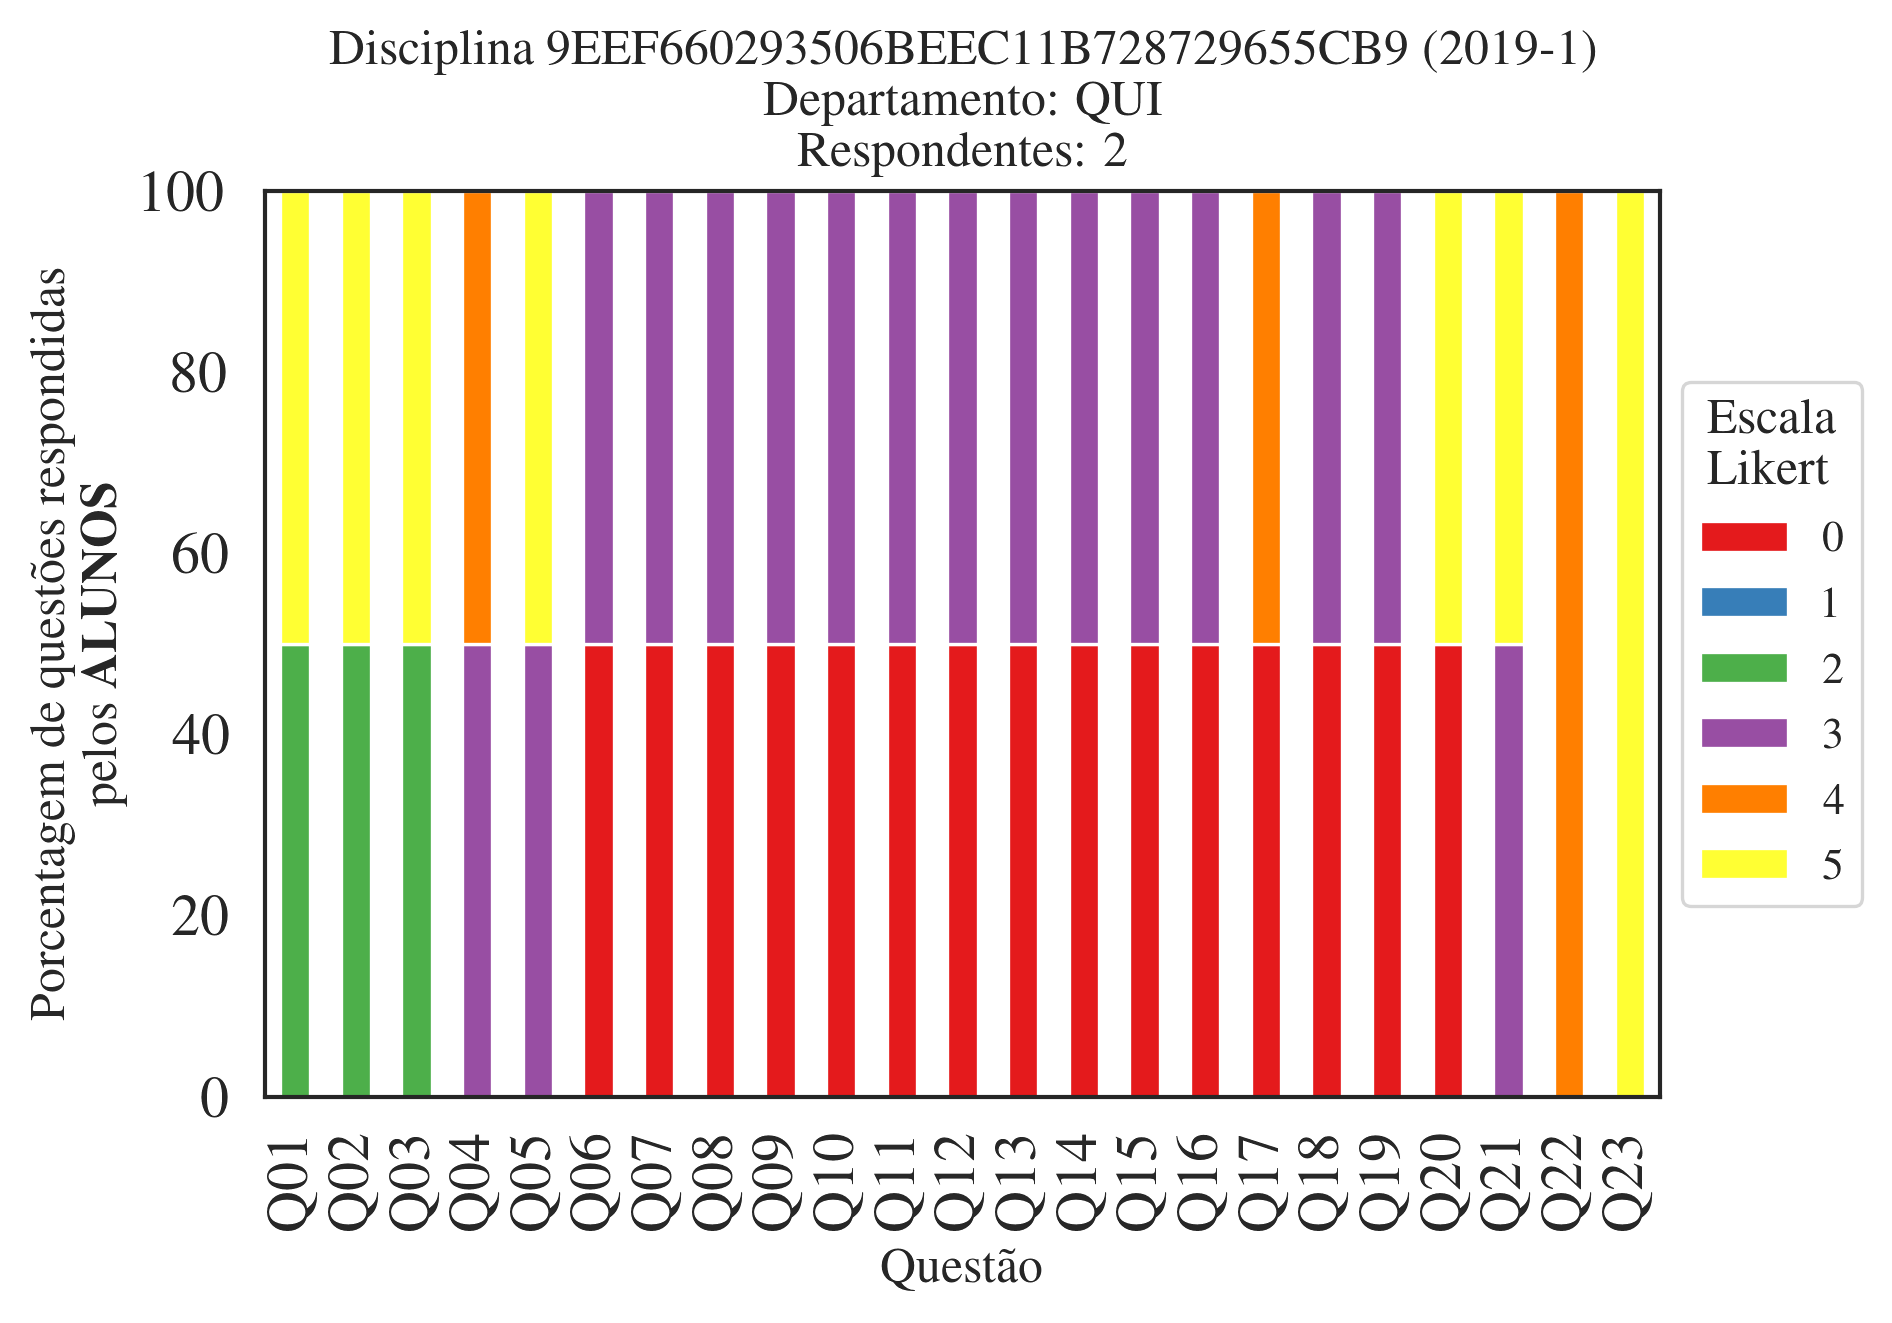 Disciplina 9EEF660293506BEEC11B728729655CB9 (2019-1)
Departamento: QUI
Respondentes: 2
Porcentagem de questões respondidas
pelos ALUNOS
100
80
60
40
20
0
Q01
Q02
Q03
Q04
Q05
Q06
Q07
Q08
Q09
Q10
Q11
Q12
Q13
Q14
Q15
Q16
Q17
Q18
Q19
Q20
Q21
Q22
Q23
Questão
Escala
Likert
0
1
2
3
4
5